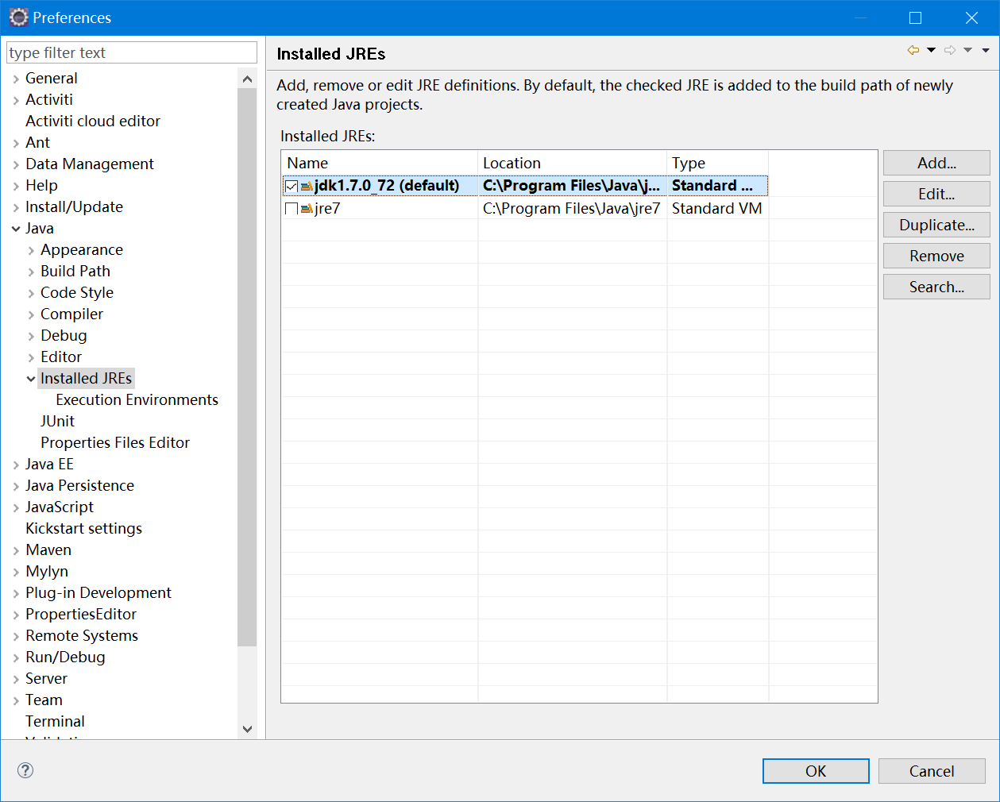 Preferences
type filter text
General
Activiti
Activiti cloud editor
Ant
Data Management
Help
Install/Update
Java
Appearance
Build Path
Code Style
Compiler
Debug
Editor
Installed JREs
Execution Environments
JUnit
Properties Files Editor
Java EE
Java Persistence
JavaScript
Kickstart settings
Maven
Mylyn
Plug-in Development
PropertiesEditor
Remote Systems
Run/Debug
Server
Team
Terminal
Installed JREs
Add, remove or edit JRE definitions. By default, the checked JRE is added to the build path of newly
created Java projects.
Installed JREs:
Name Location Type
jdk1.7.0_72 (default) C:\Program Files\Java\j... Standard ...
jre7 C:\Program Files\Java\jre7 Standard VM
Add...
Edit...
Duplicate...
Remove
Search...
OK Cancel